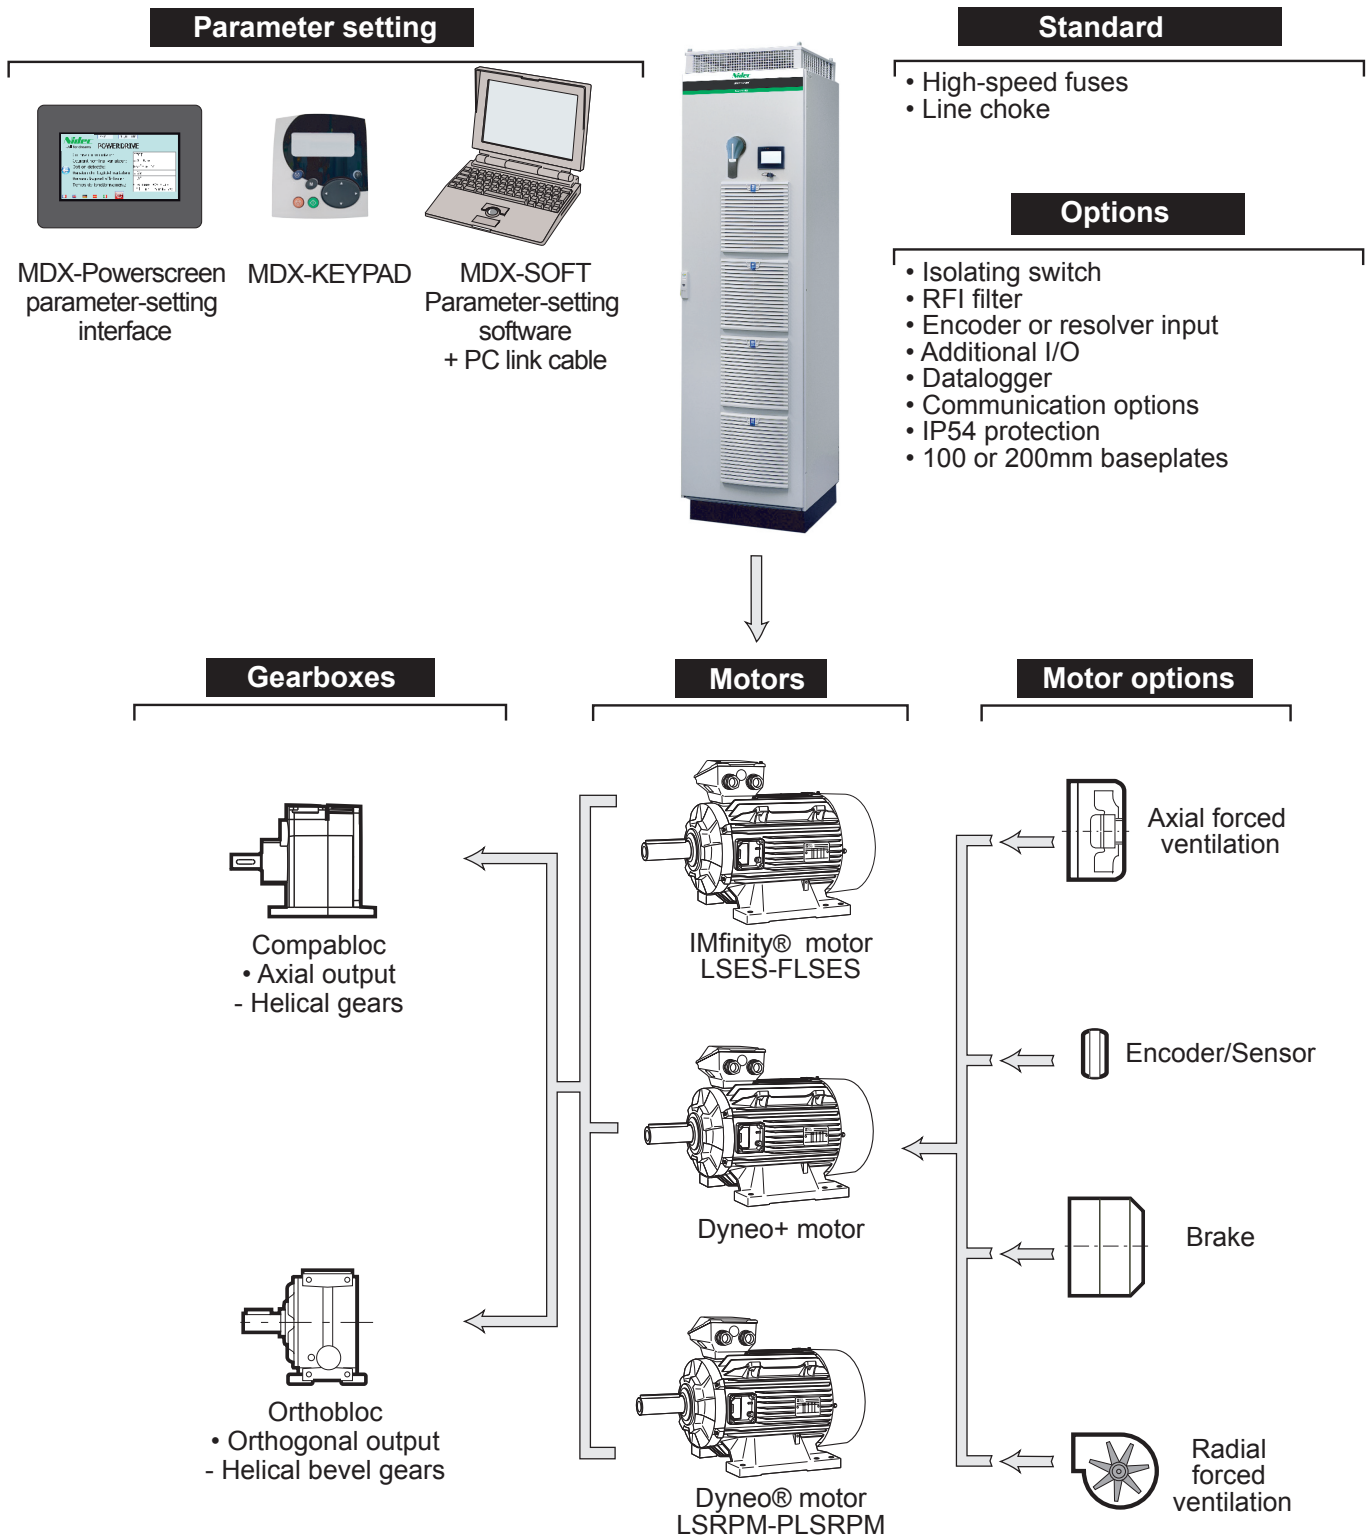 Parameter setting
Standard
• High-speed fuses
• Line choke
Nidec
Nidec
POWERDRIVE
MDX-Powerscreen
parameter-setting
interface
MDX-KEYPAD
MDX-SOFT
Parameter-setting
software
+ PC link cable
Options
• Isolating switch
• RFI filter
• Encoder or resolver input
• Additional I/O
• Datalogger
• Communication options
• IP54 protection
• 100 or 200mm baseplates
Gearboxes
Motors
Motor options
Compabloc
• Axial output
- Helical gears
Orthobloc
• Orthogonal output
- Helical bevel gears
IMfinity® motor
LSES-FLSES
Dyneo+ motor
Dyneo® motor
LSRPM-PLSRPM
Axial forced
ventilation
Encoder/Sensor
Brake
Radial
forced
ventilation